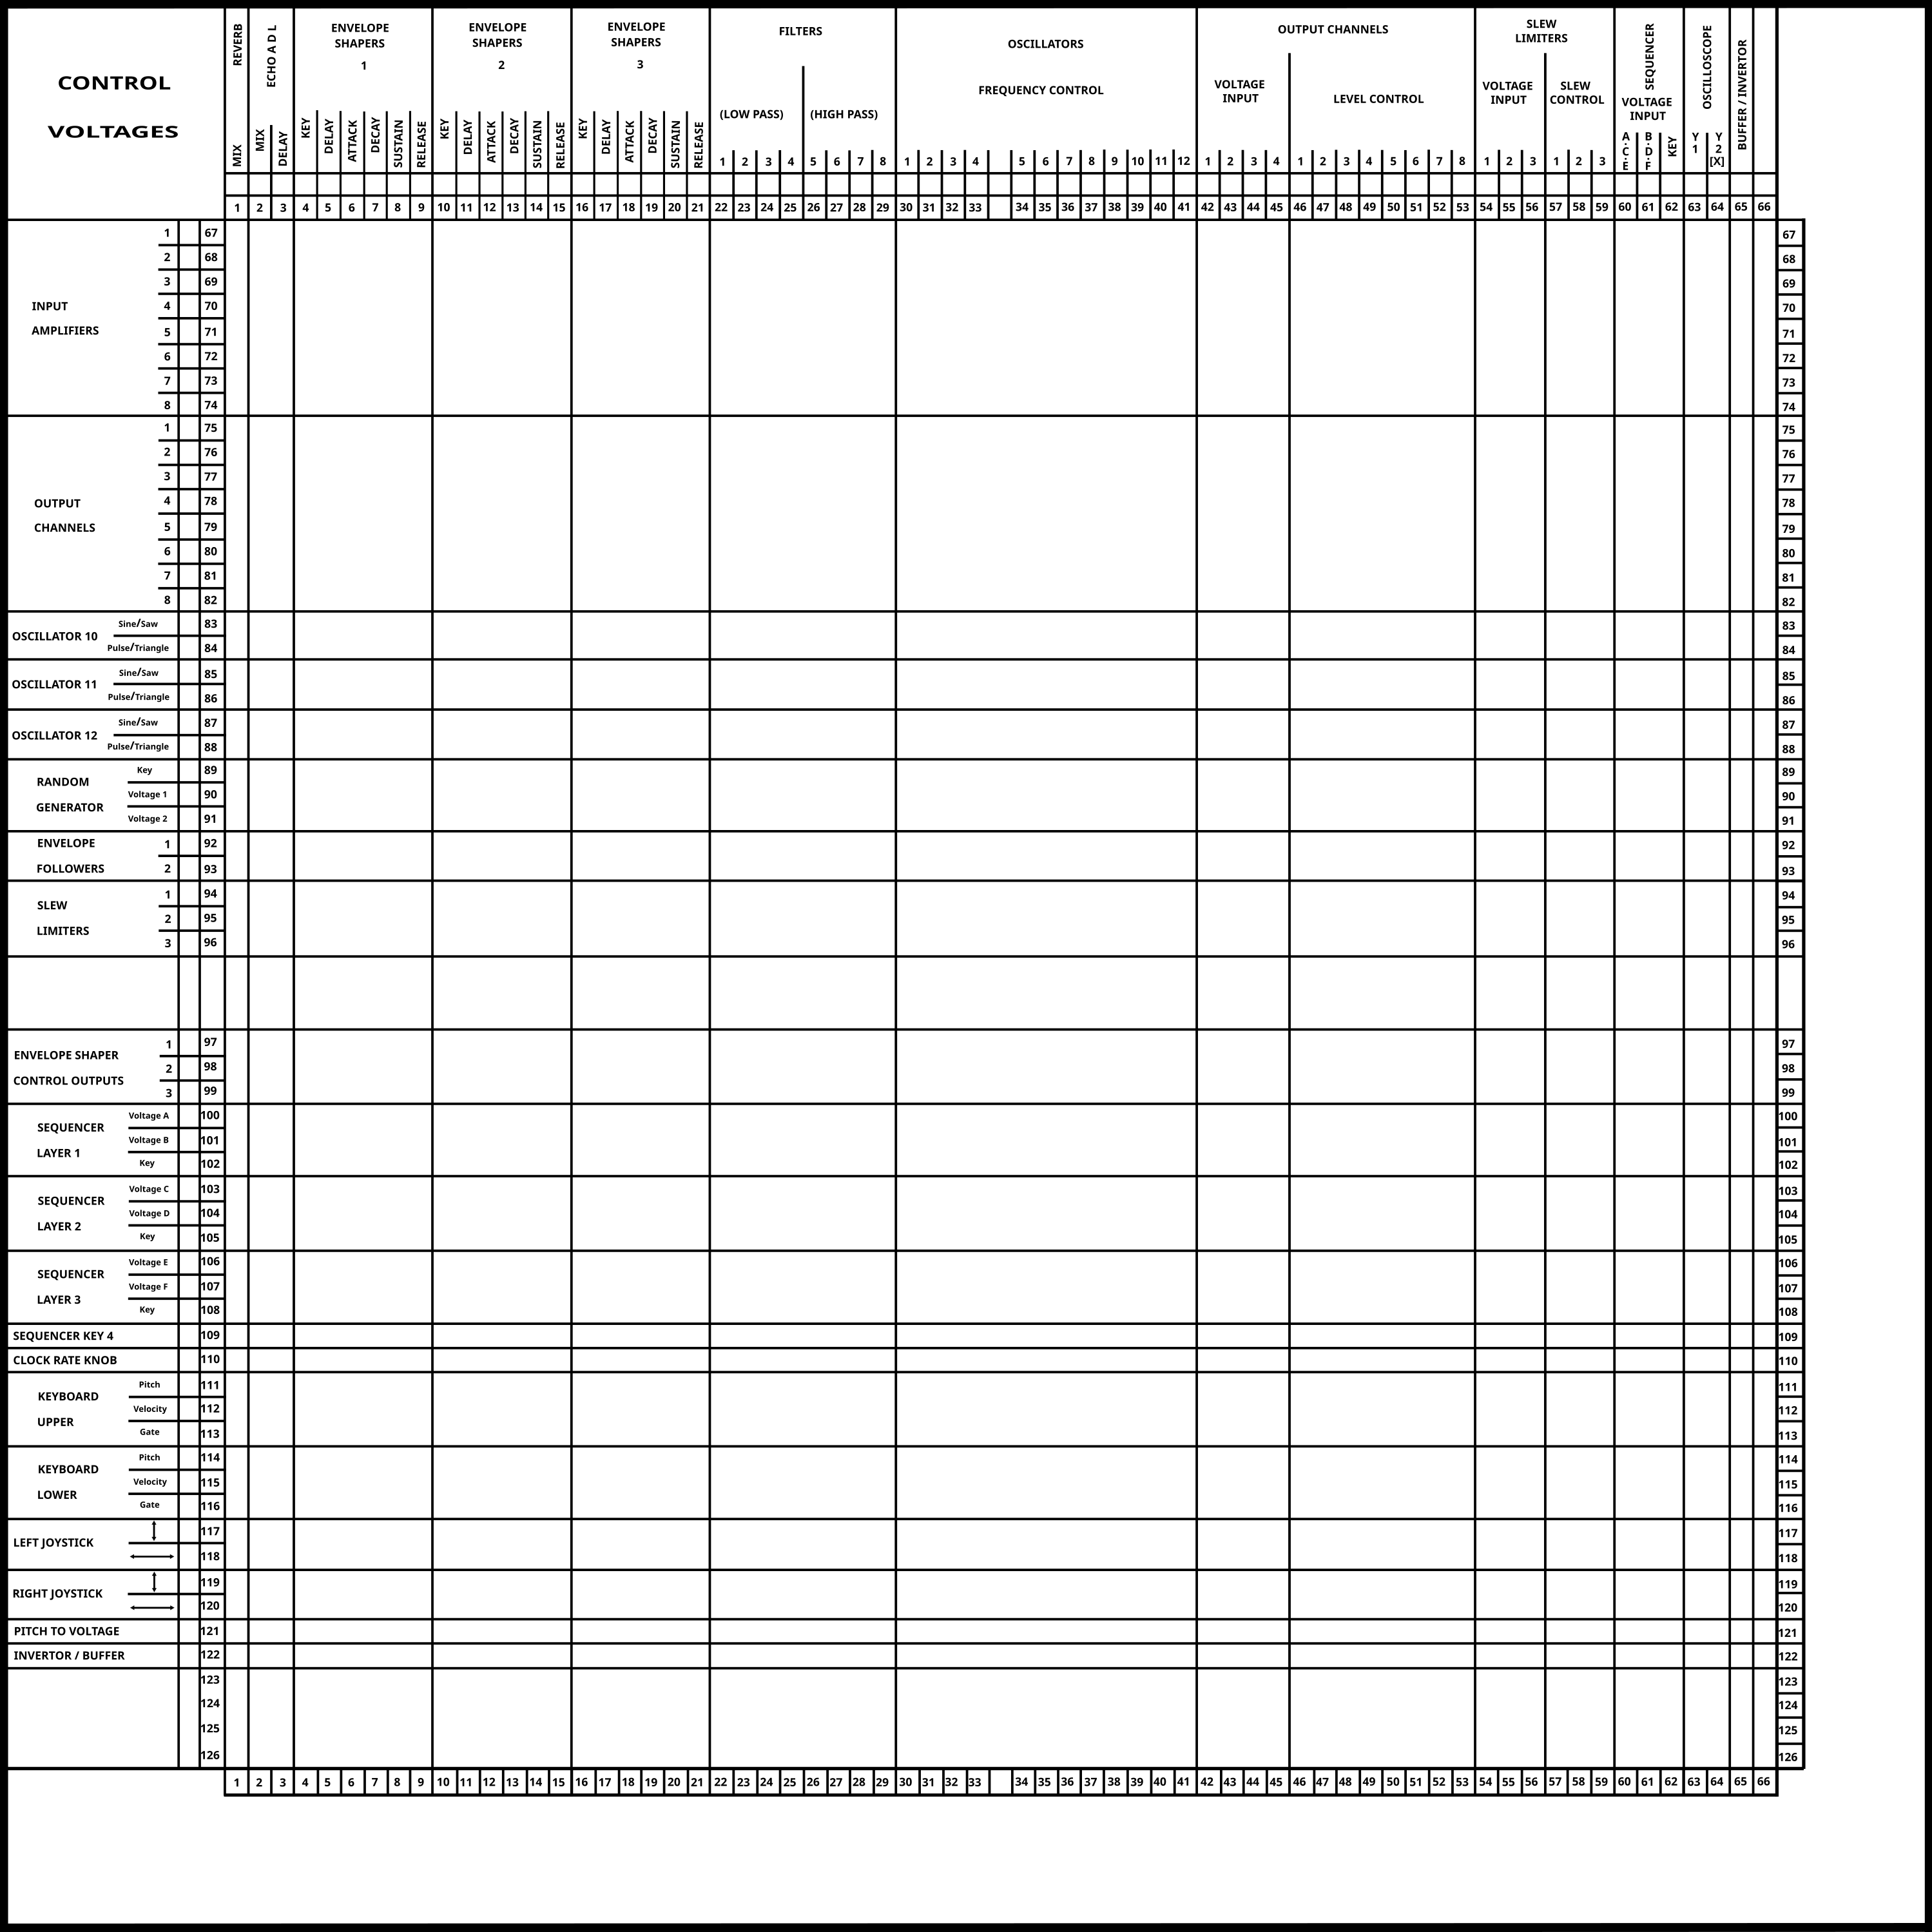 CONTROL
VOLTAGES
REVERB
MIX
ECHO A D L
MIX
DELAY
ENVELOPE
SHAPERS
1
KEY
DELAY
ATTACK
DECAY
SUSTAIN
RELEASE
ENVELOPE
SHAPERS
2
KEY
DELAY
ATTACK
DECAY
SUSTAIN
RELEASE
ENVELOPE
SHAPERS
3
KEY
DELAY
ATTACK
DECAY
SUSTAIN
RELEASE
FILTERS
(LOW PASS) (HIGH PASS)
1 2 3 4 5 6 7 8
OSCILLATORS
FREQUENCY CONTROL
1 2 3 4 5 6 7 8 9 10 11 12
OUTPUT CHANNELS
VOLTAGE
INPUT
1 2 3 4
LEVEL CONTROL
1 2 3 4 5 6 7 8
SLEW
LIMITERS
VOLTAGE
INPUT
1 2 3
SLEW
CONTROL
1 2 3
SEQUENCER
VOLTAGE
INPUT
A·C·E
B·D·F
KEY
OSCILLOSCOPE
Y
1
Y
2
[X]
BUFFER / INVERTOR
1 2 3 4 5 6 7 8 9 10 11 12 13 14 15 16 17 18 19 20 21 22 23 24 25 26 27 28 29 30 31 32 33 34 35 36 37 38 39 40 41 42 43 44 45 46 47 48 49 50 51 52 53 54 55 56 57 58 59 60 61 62 63 64 65 66
INPUT
AMPLIFIERS
1 67 67
2 68 68
3 69 69
4 70 70
5 71 71
6 72 72
7 73 73
8 74 74
OUTPUT
CHANNELS
1 75 75
2 76 76
3 77 77
4 78 78
5 79 79
6 80 80
7 81 81
8 82 82
OSCILLATOR 10
Sine/Saw 83 83
Pulse/Triangle 84 84
OSCILLATOR 11
Sine/Saw 85 85
Pulse/Triangle 86 86
OSCILLATOR 12
Sine/Saw 87 87
Pulse/Triangle 88 88
RANDOM
GENERATOR
Key 89 89
Voltage 1 90 90
Voltage 2 91 91
ENVELOPE
FOLLOWERS
1 92 92
2 93 93
SLEW
LIMITERS
1 94 94
2 95 95
3 96 96
ENVELOPE SHAPER
CONTROL OUTPUTS
1 97 97
2 98 98
3 99 99
SEQUENCER
LAYER 1
Voltage A 100 100
Voltage B 101 101
Key 102 102
SEQUENCER
LAYER 2
Voltage C 103 103
Voltage D 104 104
Key 105 105
SEQUENCER
LAYER 3
Voltage E 106 106
Voltage F 107 107
Key 108 108
SEQUENCER KEY 4 109 109
CLOCK RATE KNOB 110 110
KEYBOARD
UPPER
Pitch 111 111
Velocity 112 112
Gate 113 113
KEYBOARD
LOWER
Pitch 114 114
Velocity 115 115
Gate 116 116
LEFT JOYSTICK
117 117
118 118
RIGHT JOYSTICK
119 119
120 120
PITCH TO VOLTAGE 121 121
INVERTOR / BUFFER 122 122
123 123
124 124
125 125
126 126
1 2 3 4 5 6 7 8 9 10 11 12 13 14 15 16 17 18 19 20 21 22 23 24 25 26 27 28 29 30 31 32 33 34 35 36 37 38 39 40 41 42 43 44 45 46 47 48 49 50 51 52 53 54 55 56 57 58 59 60 61 62 63 64 65 66